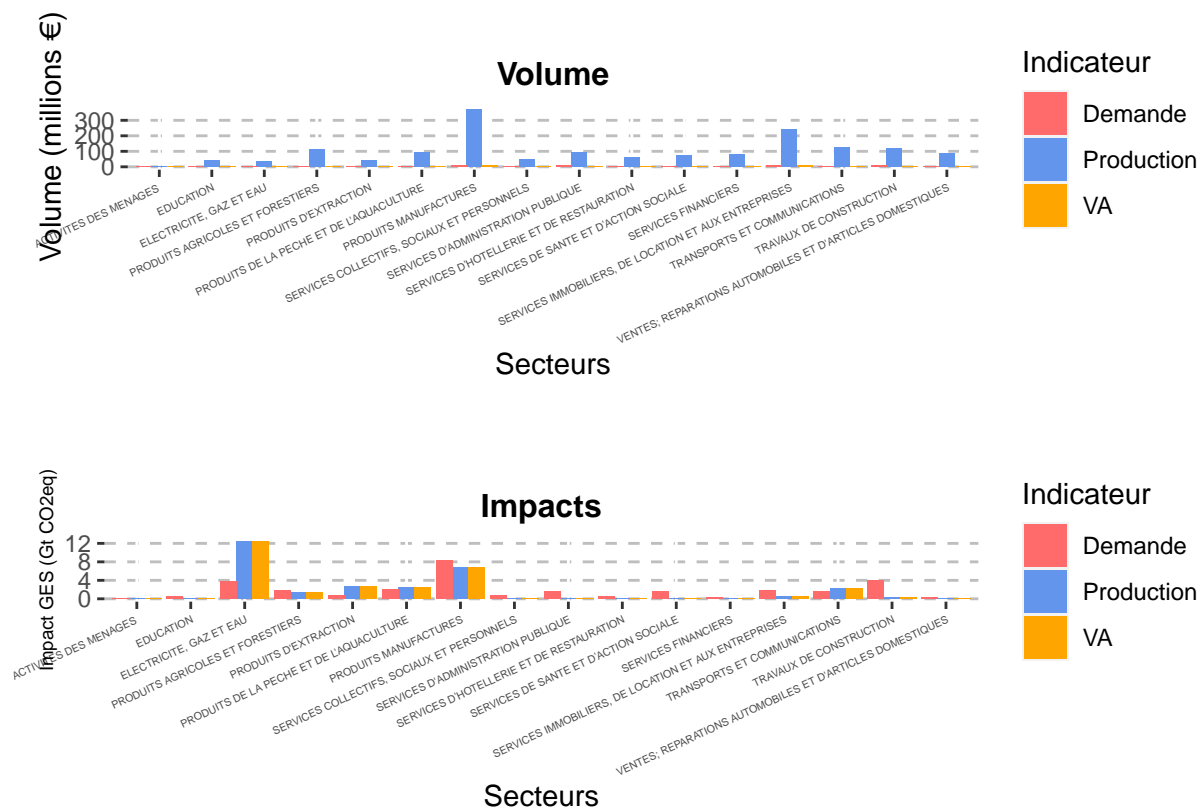 Volume
Volume (millions €)
300
200
100
0
ACTIVITES DES MENAGES
EDUCATION
ELECTRICITE, GAZ ET EAU
PRODUITS AGRICOLES ET FORESTIERS
PRODUITS D'EXTRACTION
PRODUITS DE LA PECHE ET DE L'AQUACULTURE
PRODUITS MANUFACTURES
SERVICES COLLECTIFS, SOCIAUX ET PERSONNELS
SERVICES D'ADMINISTRATION PUBLIQUE
SERVICES D'HOTELLERIE ET DE RESTAURATION
SERVICES DE SANTE ET D'ACTION SOCIALE
SERVICES FINANCIERS
SERVICES IMMOBILIERS, DE LOCATION ET AUX ENTREPRISES
TRANSPORTS ET COMMUNICATIONS
TRAVAUX DE CONSTRUCTION
VENTES; REPARATIONS AUTOMOBILES ET D'ARTICLES DOMESTIQUES
Secteurs
Indicateur
Demande
Production
VA
Impacts
Impact GES (Gt CO2eq)
12
8
4
0
ACTIVITES DES MENAGES
EDUCATION
ELECTRICITE, GAZ ET EAU
PRODUITS AGRICOLES ET FORESTIERS
PRODUITS D'EXTRACTION
PRODUITS DE LA PECHE ET DE L'AQUACULTURE
PRODUITS MANUFACTURES
SERVICES COLLECTIFS, SOCIAUX ET PERSONNELS
SERVICES D'ADMINISTRATION PUBLIQUE
SERVICES D'HOTELLERIE ET DE RESTAURATION
SERVICES DE SANTE ET D'ACTION SOCIALE
SERVICES FINANCIERS
SERVICES IMMOBILIERS, DE LOCATION ET AUX ENTREPRISES
TRANSPORTS ET COMMUNICATIONS
TRAVAUX DE CONSTRUCTION
VENTES; REPARATIONS AUTOMOBILES ET D'ARTICLES DOMESTIQUES
Secteurs
Indicateur
Demande
Production
VA